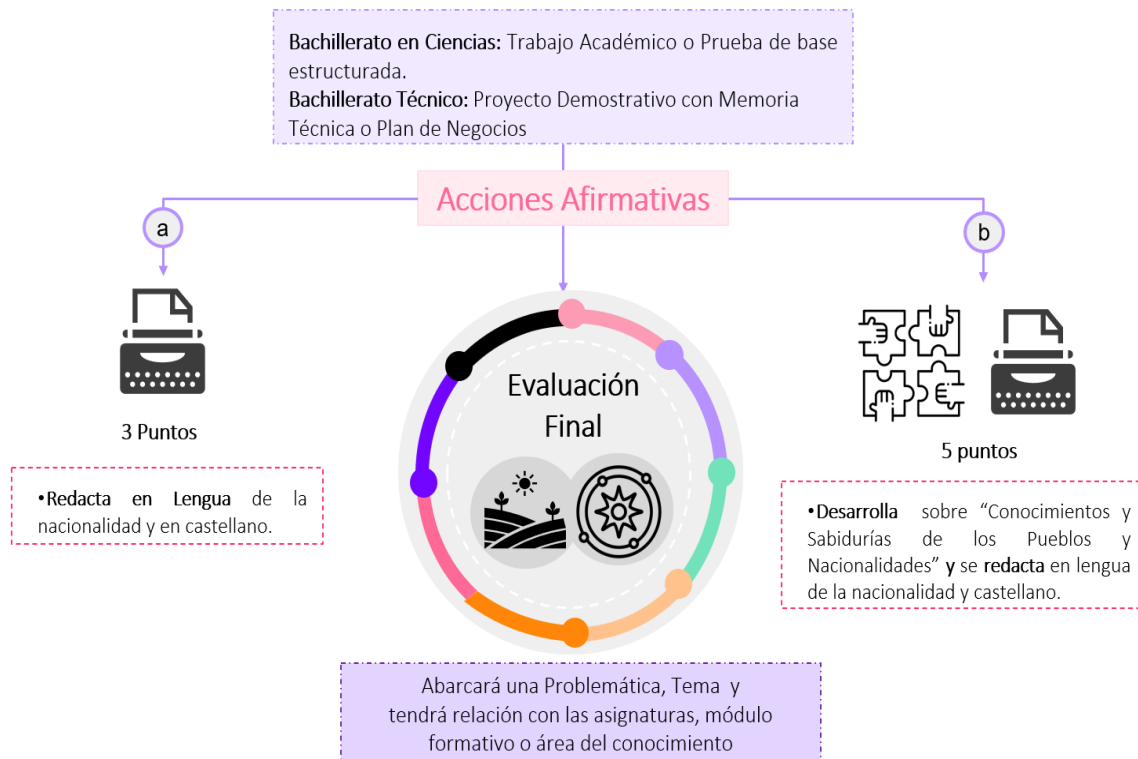 Bachillerato en Ciencias: Trabajo Académico o Prueba de base
estructurada.
Bachillerato Técnico: Proyecto Demostrativo con Memoria
Técnica o Plan de Negocios
Acciones Afirmativas
a
b
3 Puntos
•Redacta en Lengua de la
nacionalidad y en castellano.
Evaluación
Final
5 puntos
•Desarrolla sobre “Conocimientos y
Sabidurías de los Pueblos y
Nacionalidades” y se redacta en lengua
de la nacionalidad y castellano.
Abarcará una Problemática, Tema y
tendrá relación con las asignaturas, módulo
formativo o área del conocimiento